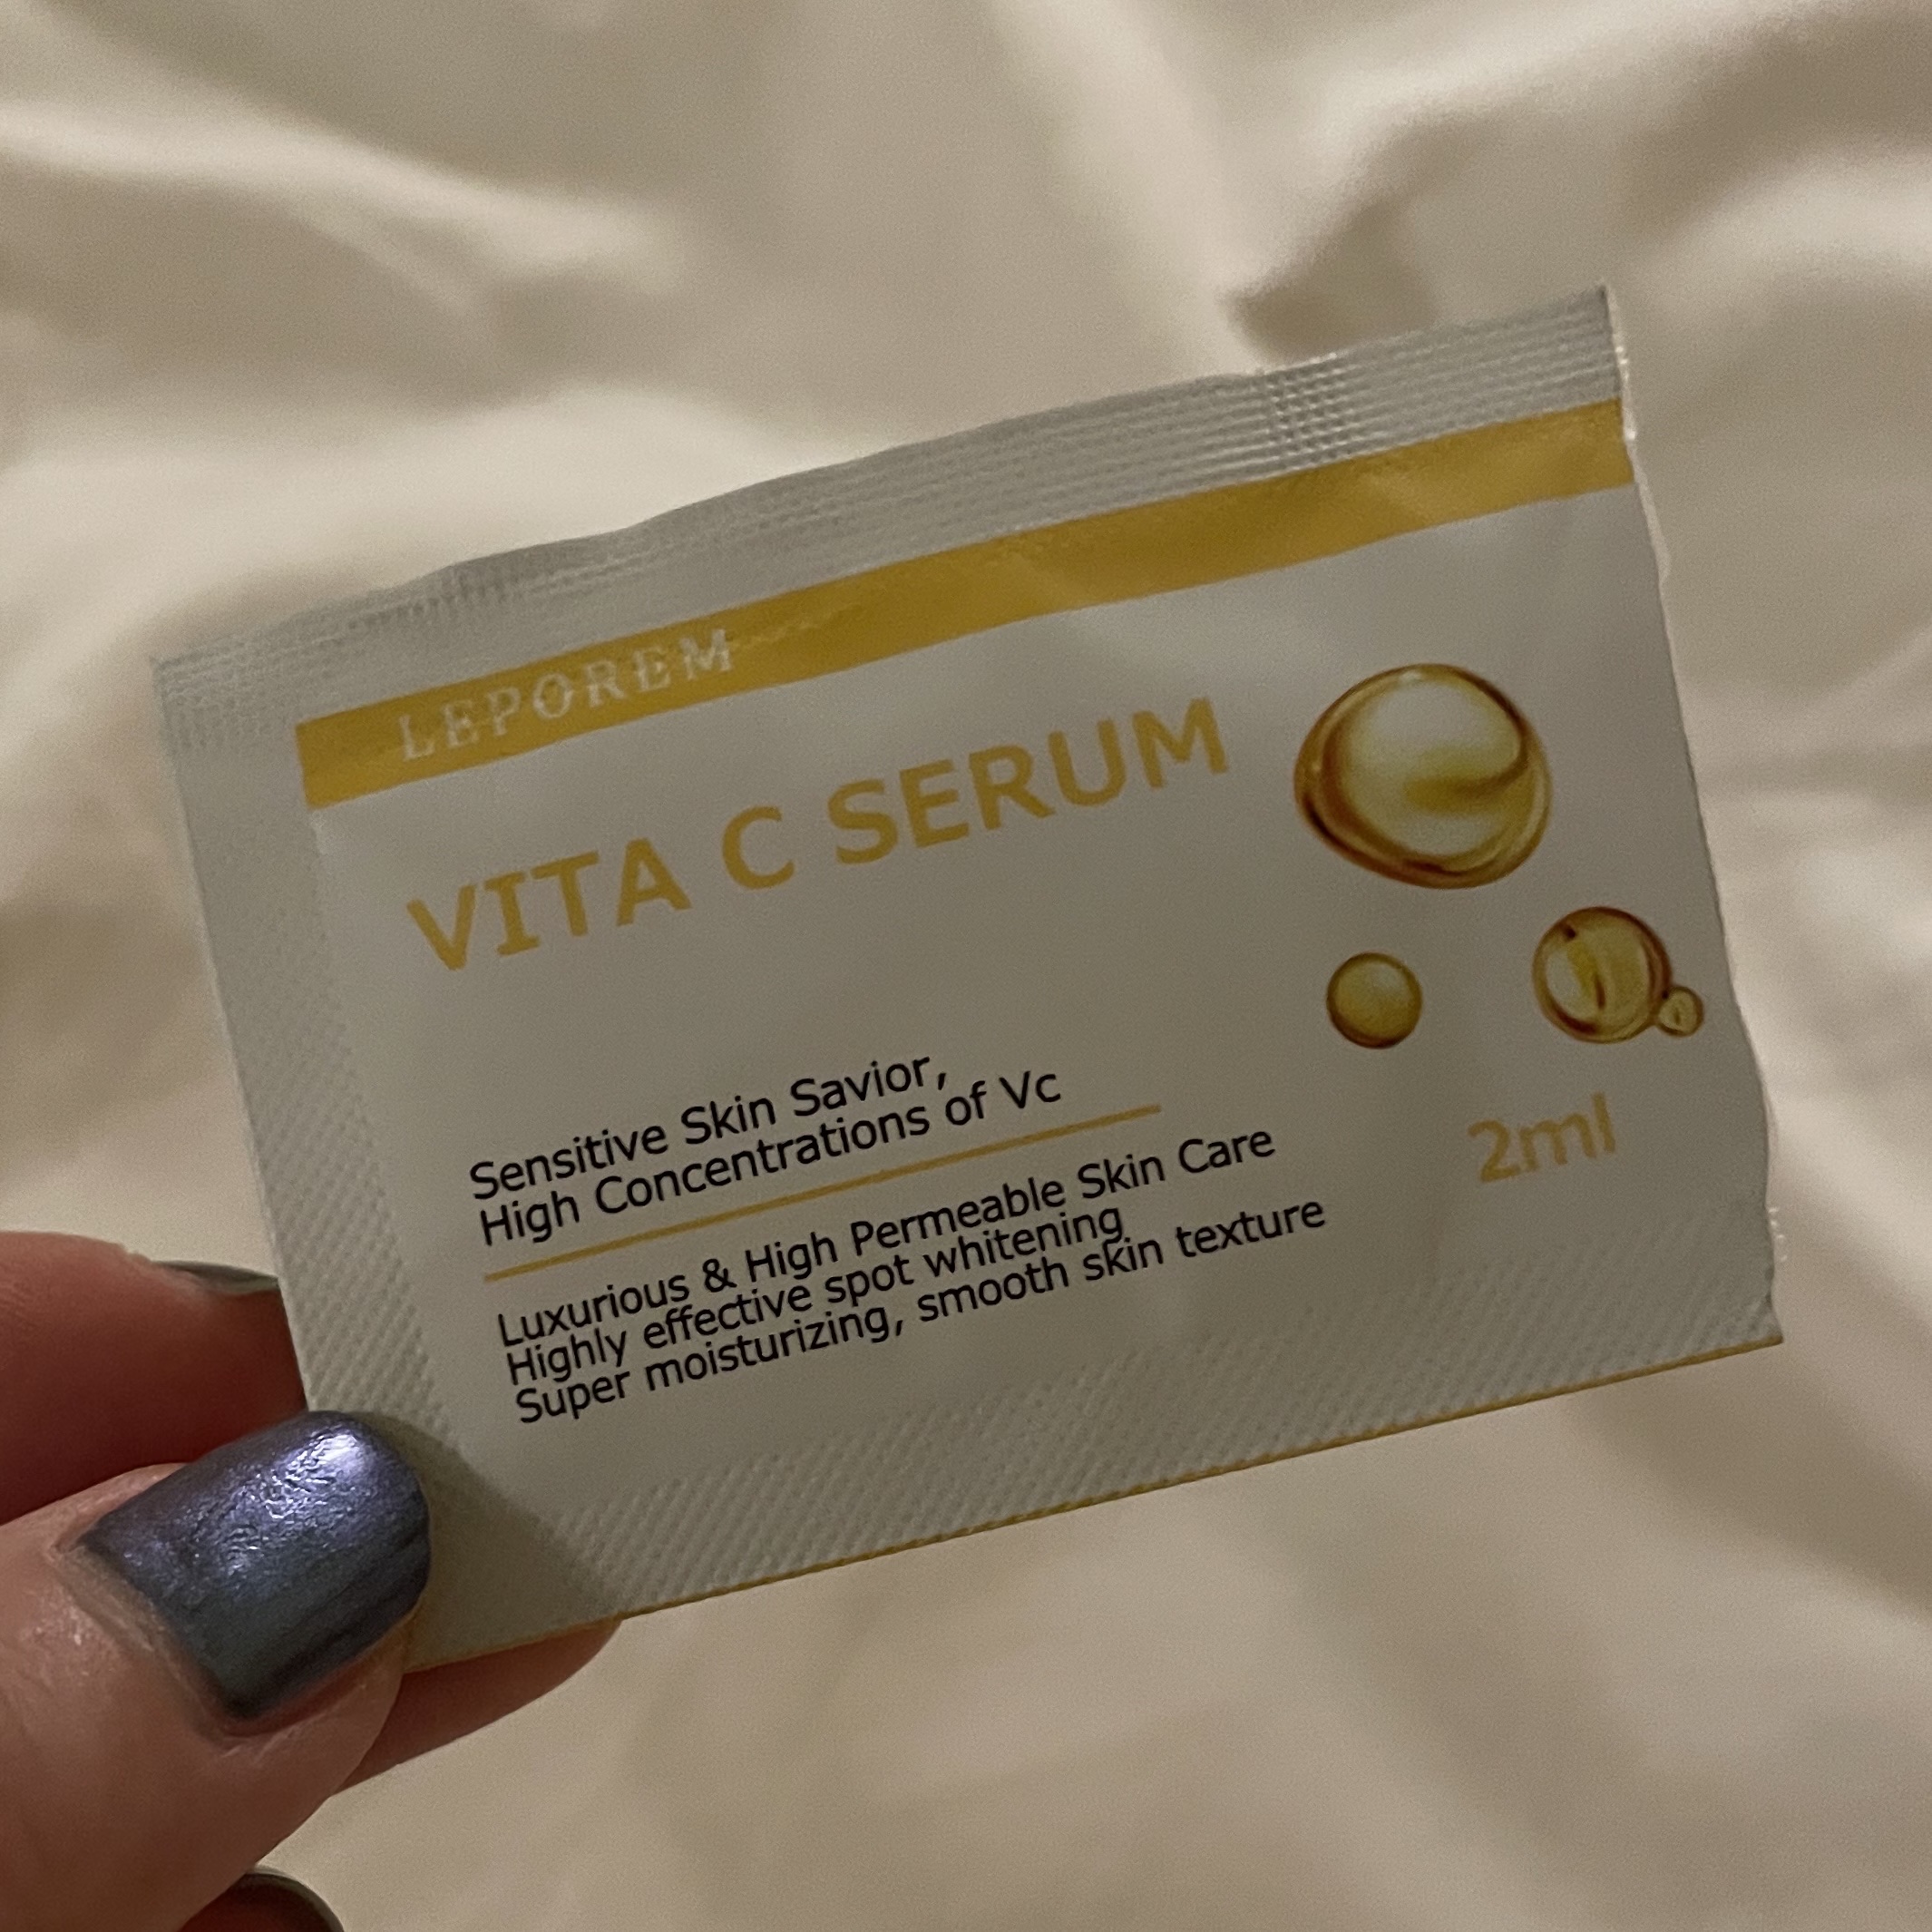 LEPOREM
VITA C SERUM
Sensitive Skin Savior,
High Concentrations of Vc
Luxurious & High Permeable Skin Care
Highly effective spot whitening
Super moisturizing, smooth skin texture
2ml